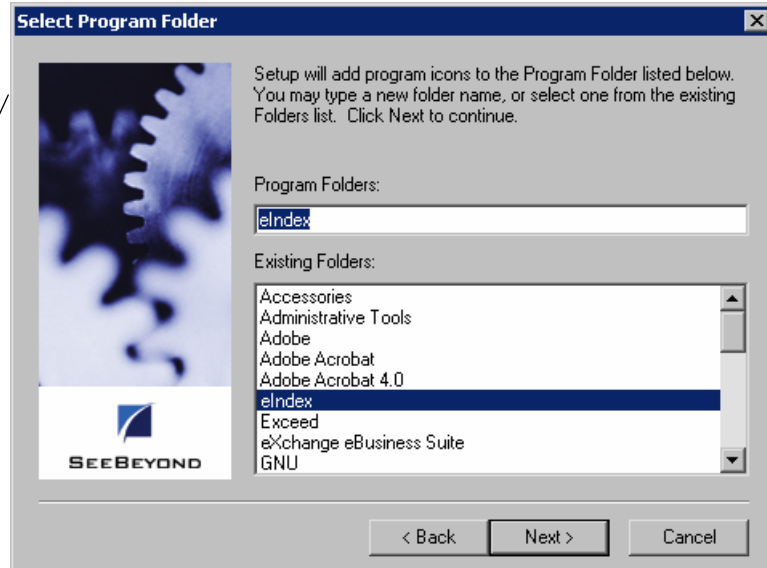 Select Program Folder
Setup will add program icons to the Program Folder listed below.
You may type a new folder name, or select one from the existing
Folders list.  Click Next to continue.
Program Folders:
eIndex
Existing Folders:
Accessories
Administrative Tools
Adobe
Adobe Acrobat
Adobe Acrobat 4.0
eIndex
Exceed
eXchange eBusiness Suite
GNU
SEEBEYOND
< Back
Next >
Cancel